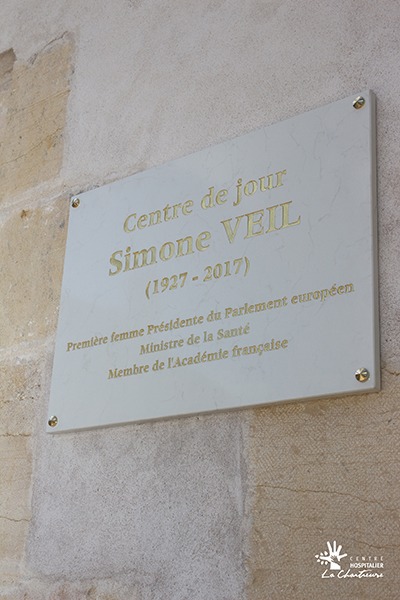 Centre de jour
Simone VEIL
(1927 - 2017)
Première femme Présidente du Parlement européen
Ministre de la Santé
Membre de l'Académie française
CENTRE
HOSPITALIER
La Chartreuse